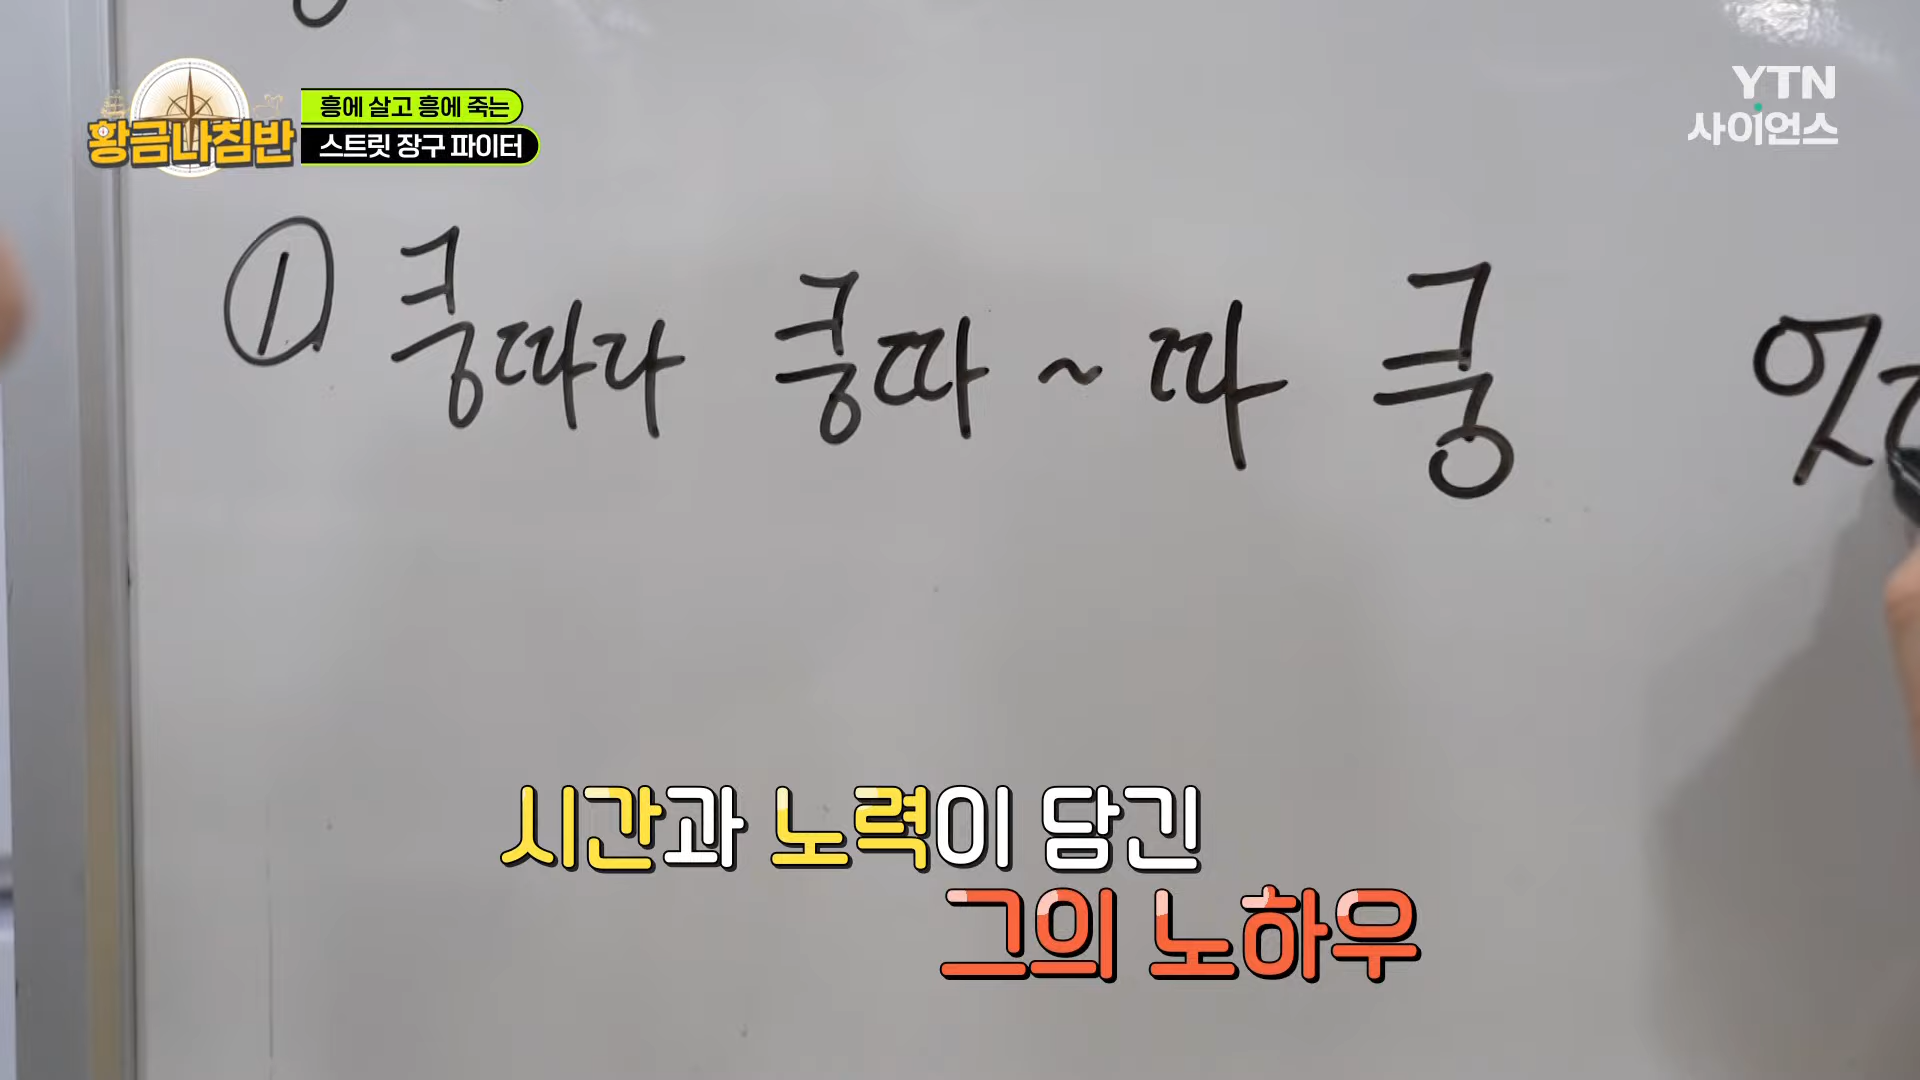 황금나침반
흥에 살고 흥에 죽는
스트릿 장구 파이터
YTN
사이언스
① 쿵따다 쿵따~따 쿵
시간과 노력이 담긴
그의 노하우